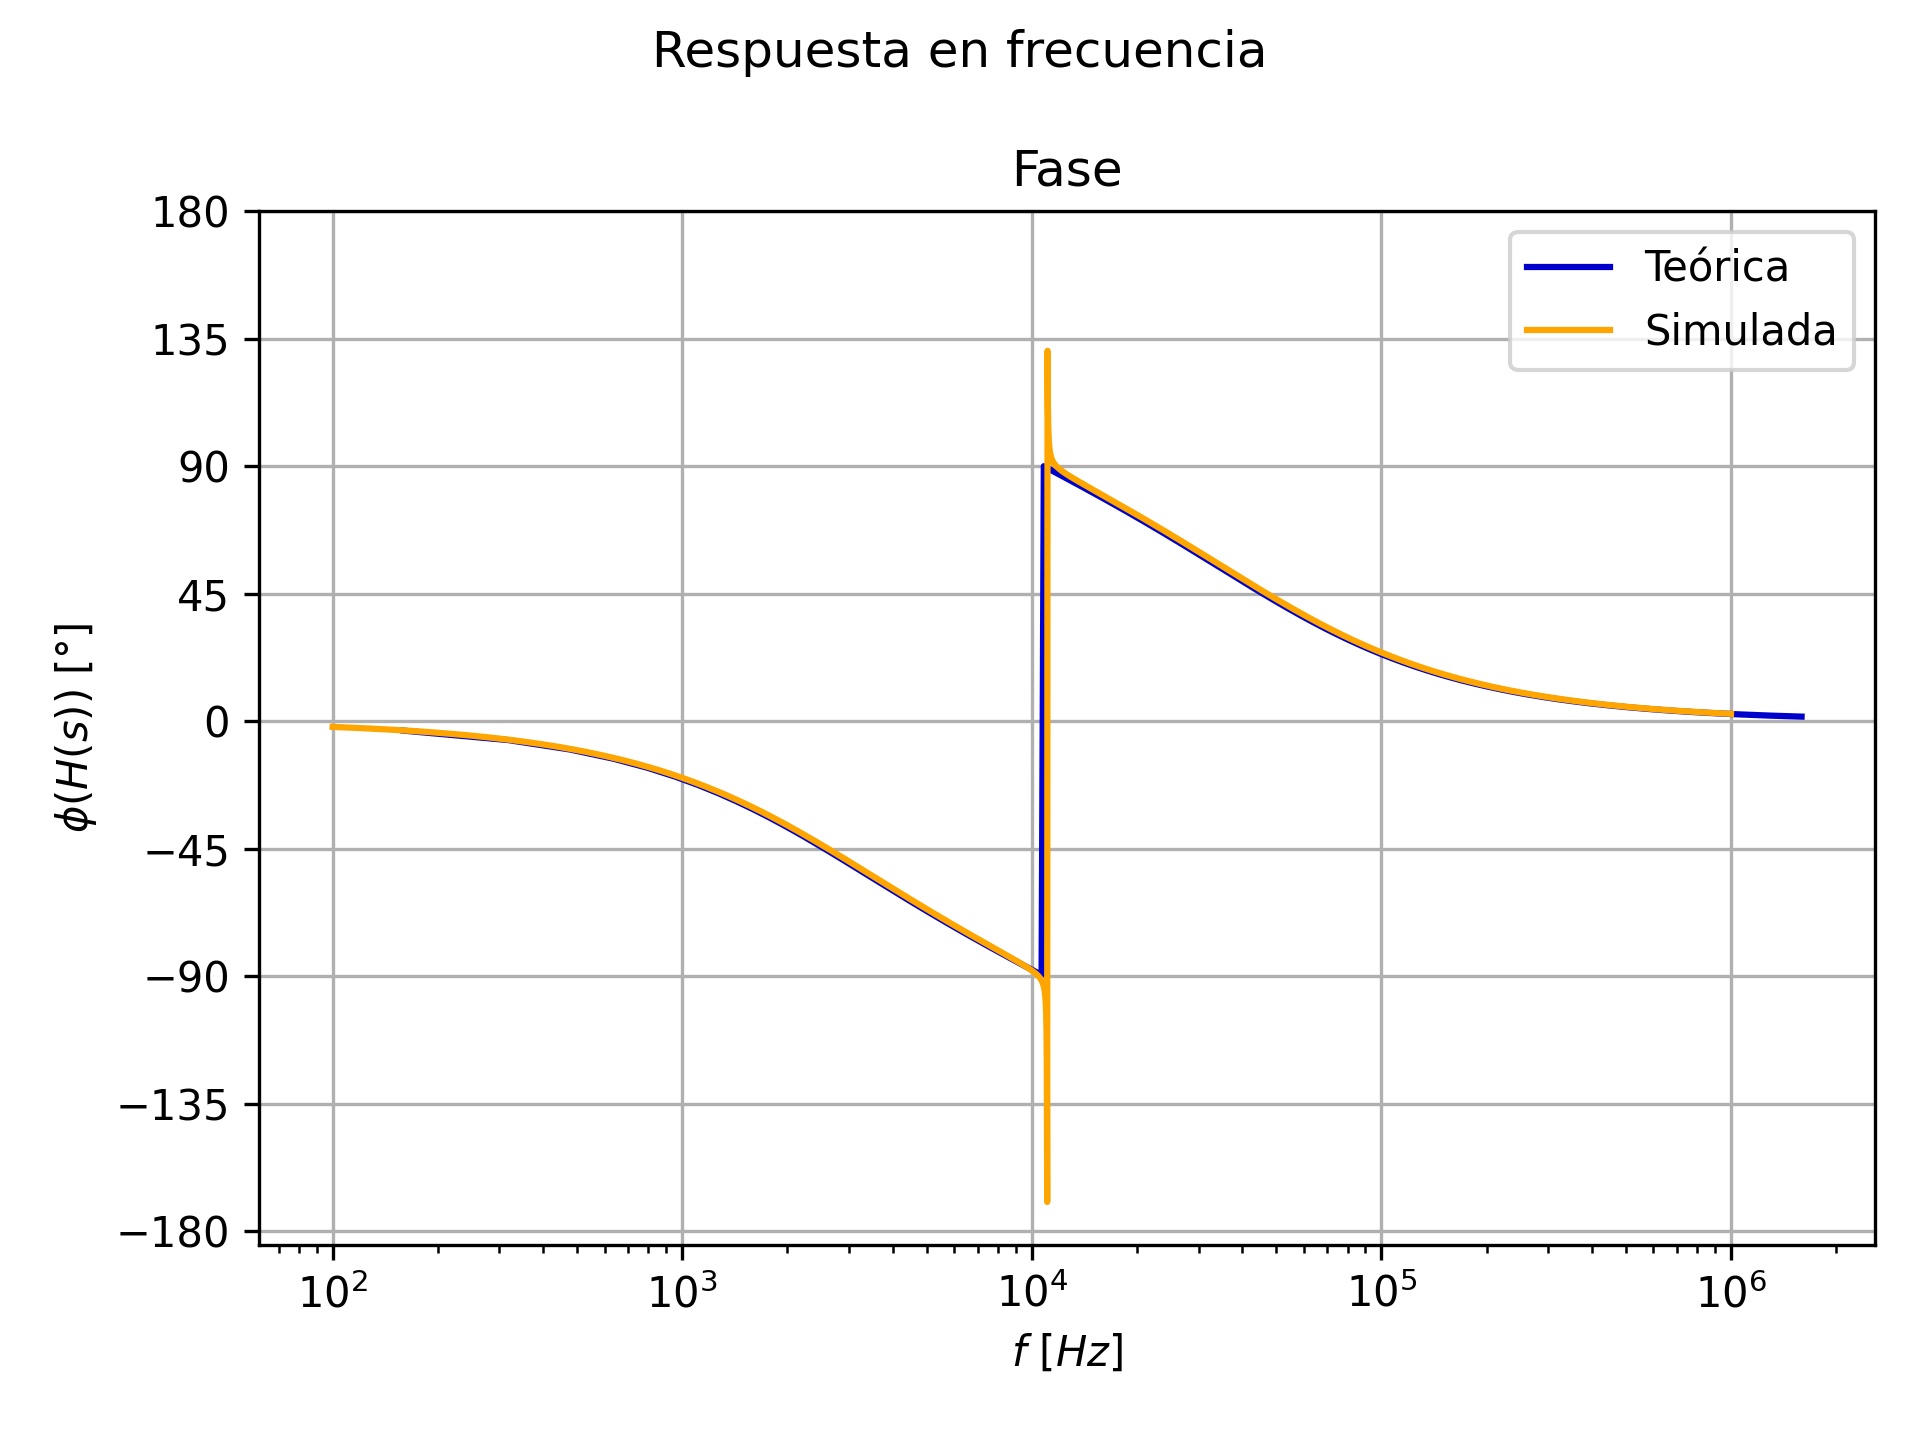 Respuesta en frecuencia
Fase
180
135
90
45
0
−45
−90
−135
−180
ϕ(H(s)) [°]
Teórica
Simulada
10²
10³
10⁴
10⁵
10⁶
f [Hz]